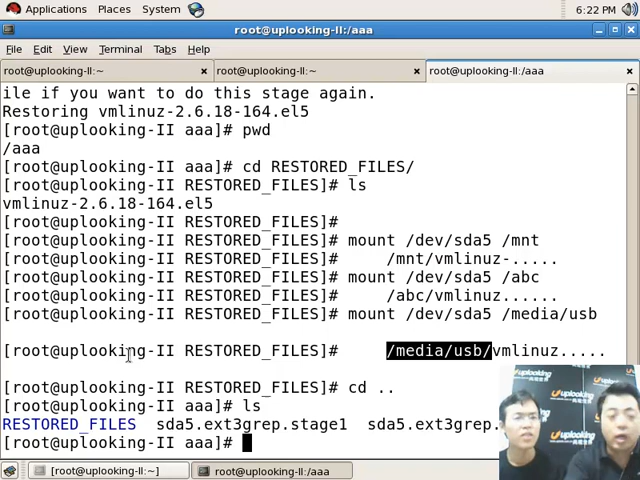 Applications Places System 6:22 PM
root@uplooking-II:/aaa
File Edit View Terminal Tabs Help
root@uplooking-II:~ root@uplooking-II:~ root@uplooking-II:/aaa
ile if you want to do this stage again.
Restoring vmlinuz-2.6.18-164.el5
[root@uplooking-II aaa]# pwd
/aaa
[root@uplooking-II aaa]# cd RESTORED_FILES/
[root@uplooking-II RESTORED_FILES]# ls
vmlinuz-2.6.18-164.el5
[root@uplooking-II RESTORED_FILES]#
[root@uplooking-II RESTORED_FILES]# mount /dev/sda5 /mnt
[root@uplooking-II RESTORED_FILES]# /mnt/vmlinuz-.....
[root@uplooking-II RESTORED_FILES]# mount /dev/sda5 /abc
[root@uplooking-II RESTORED_FILES]# /abc/vmlinuz......
[root@uplooking-II RESTORED_FILES]# mount /dev/sda5 /media/usb
[root@uplooking-II RESTORED_FILES]# /media/usb/vmlinuz.....
[root@uplooking-II RESTORED_FILES]# cd ..
[root@uplooking-II aaa]# ls
RESTORED_FILES sda5.ext3grep.stage1 sda5.ext3grep.
[root@uplooking-II aaa]#
uplooking
uplooking
[root@uplooking-II:~] root@uplooking-II:/aaa